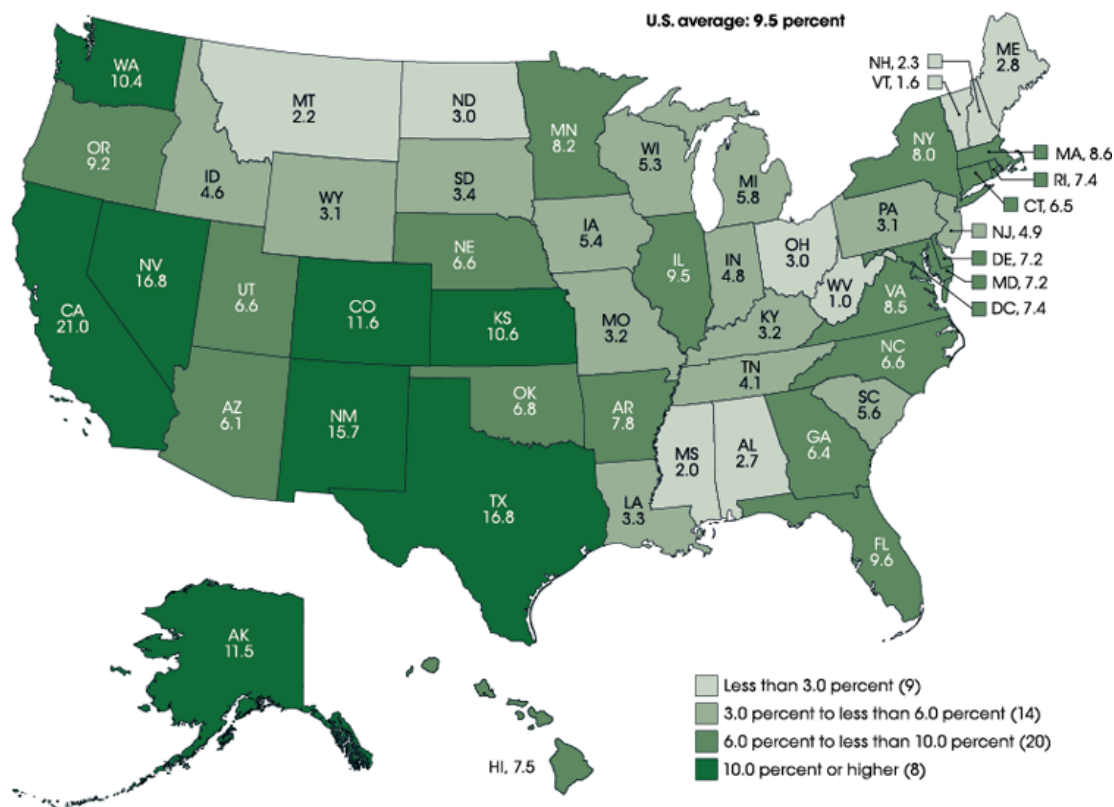 U.S. average: 9.5 percent
WA
10.4
OR
9.2
CA
21.0
NV
16.8
ID
4.6
MT
2.2
WY
3.1
UT
6.6
AZ
6.1
CO
11.6
NM
15.7
ND
3.0
SD
3.4
NE
6.6
KS
10.6
OK
6.8
TX
16.8
MN
8.2
IA
5.4
MO
3.2
AR
7.8
LA
3.3
WI
5.3
IL
9.5
MI
5.8
IN
4.8
OH
3.0
KY
3.2
TN
4.1
MS
2.0
AL
2.7
GA
6.4
FL
9.6
SC
5.6
NC
6.6
VA
8.5
WV
1.0
PA
3.1
NY
8.0
ME
2.8
NH, 2.3
VT, 1.6
MA, 8.6
RI, 7.4
CT, 6.5
NJ, 4.9
DE, 7.2
MD, 7.2
DC, 7.4
AK
11.5
HI, 7.5
Less than 3.0 percent (9)
3.0 percent to less than 6.0 percent (14)
6.0 percent to less than 10.0 percent (20)
10.0 percent or higher (8)